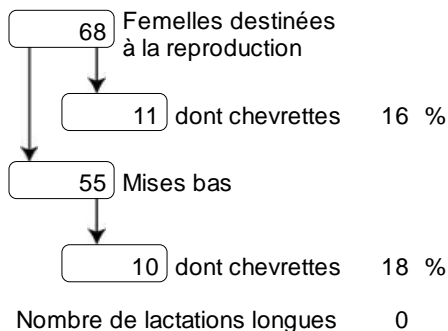 68 Femelles destinées
à la reproduction
11 dont chevrettes 16 %
55 Mises bas
10 dont chevrettes 18 %
Nombre de lactations longues 0